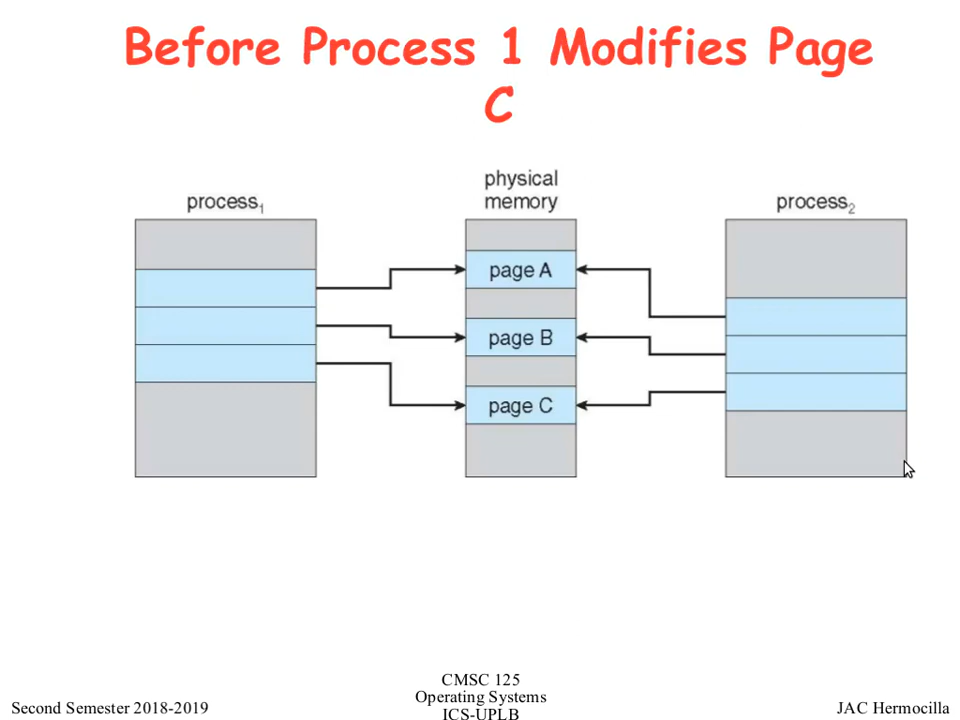 Before Process 1 Modifies Page
C
process₁
physical
memory
process₂
page A
page B
page C
Second Semester 2018-2019
CMSC 125
Operating Systems
ICS-UPLB
JAC Hermocilla